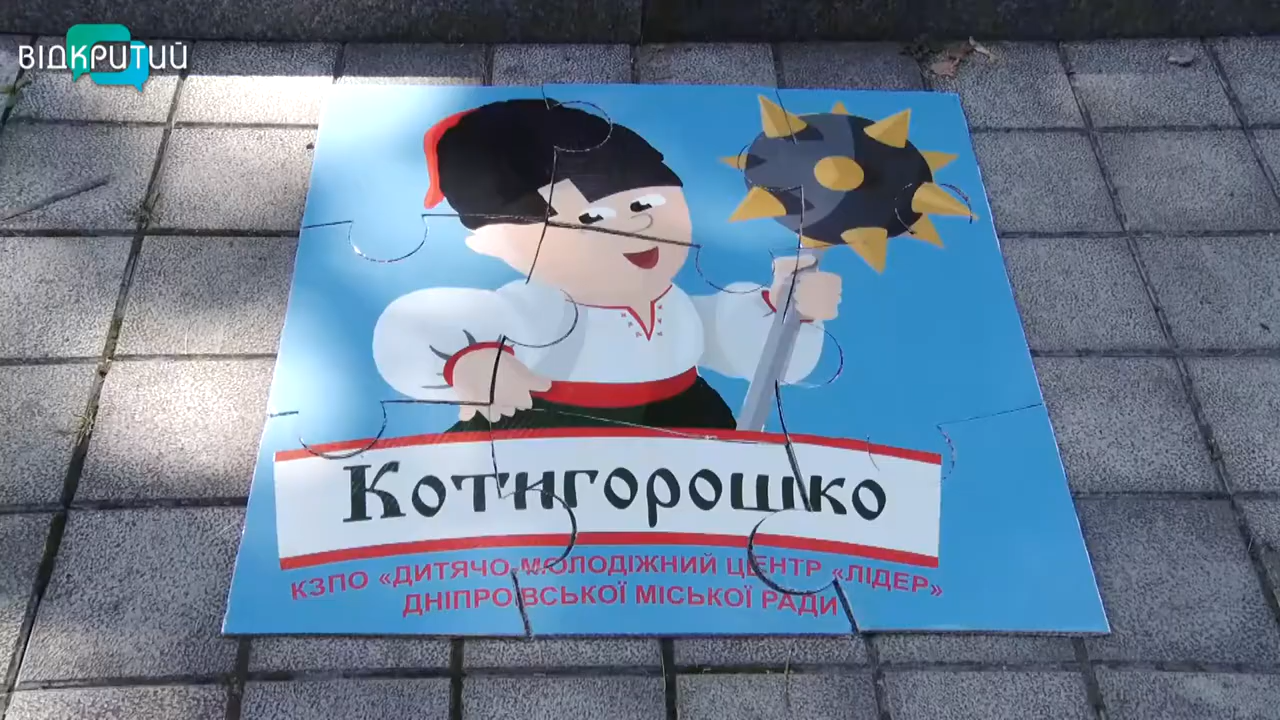 ВІДКРИТИЙ
Котигорошко
КЗПО «ДИТЯЧО-МОЛОДІЖНИЙ ЦЕНТР «ЛІДЕР»
ДНІПРОВСЬКОЇ МІСЬКОЇ РАДИ